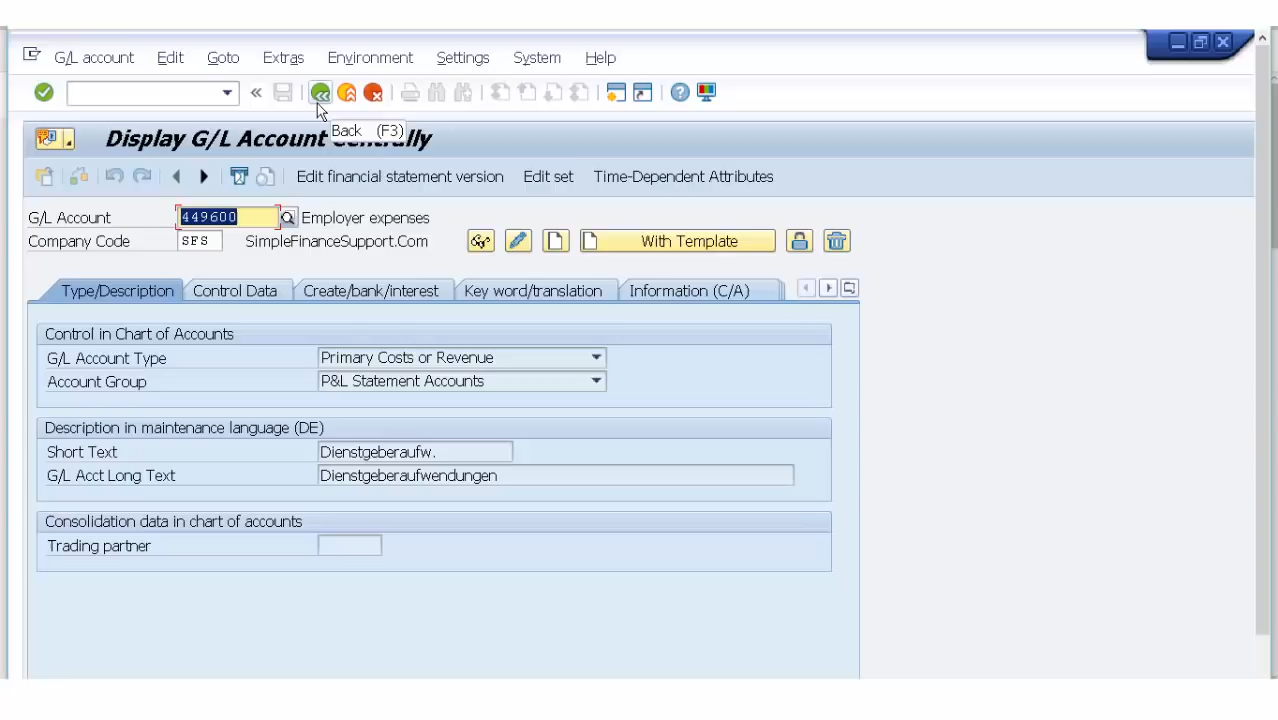 G/L account Edit Goto Extras Environment Settings System Help
Back (F3)
Display G/L Account Centrally
Edit financial statement version Edit set Time-Dependent Attributes
G/L Account 449600 Employer expenses
Company Code SFS SimpleFinanceSupport.Com With Template
Type/Description Control Data Create/bank/interest Key word/translation Information (C/A)
Control in Chart of Accounts
G/L Account Type Primary Costs or Revenue
Account Group P&L Statement Accounts
Description in maintenance language (DE)
Short Text Dienstgeberaufw.
G/L Acct Long Text Dienstgeberaufwendungen
Consolidation data in chart of accounts
Trading partner